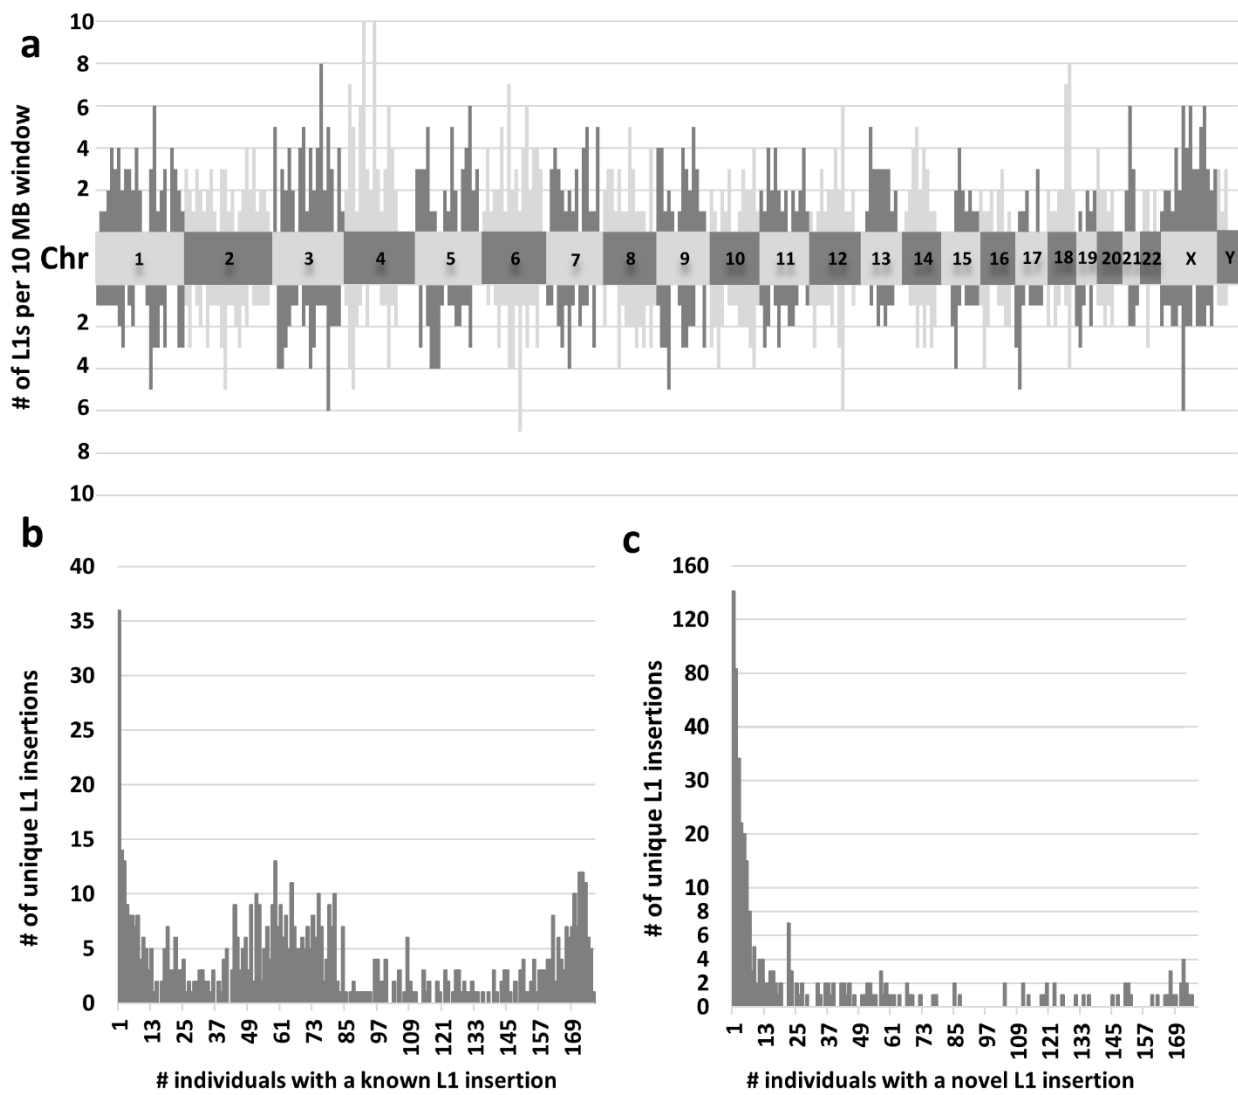 a
# of L1s per 10 MB window
10
8
6
4
2
Chr 1 2 3 4 5 6 7 8 9 10 11 12 13 14 15 16 17 18 19 20 21 22 X Y
2
4
6
8
10
b
# of unique L1 insertions
40
35
30
25
20
15
10
5
0
1 13 25 37 49 61 73 85 97 109 121 133 145 157 169
# individuals with a known L1 insertion
c
# of unique L1 insertions
160
120
80
40
30
20
10
8
6
4
2
0
1 13 25 37 49 61 73 85 97 109 121 133 145 157 169
# individuals with a novel L1 insertion